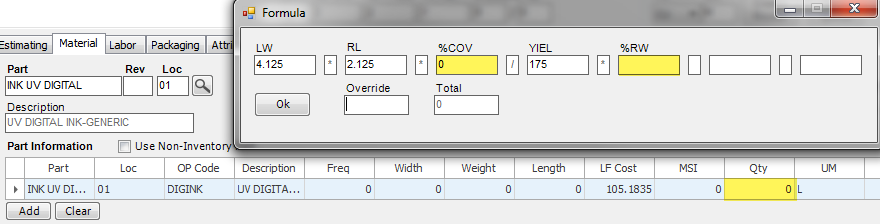 Formula
LW RL %COV YIEL %RW
4.125 * 2.125 * 0 / 175 *
Override Total
Ok 0
Estimating Material Labor Packaging Attri
Part Rev Loc
INK UV DIGITAL 01
Description
UV DIGITAL INK-GENERIC
Part Information Use Non-Inventory
Part Loc OP Code Description Freq Width Weight Length LF Cost MSI Qty UM
INK UV DI... 01 DIGINK UV DIGITA... 0 0 0 0 105.1835 0 0 L
Add Clear